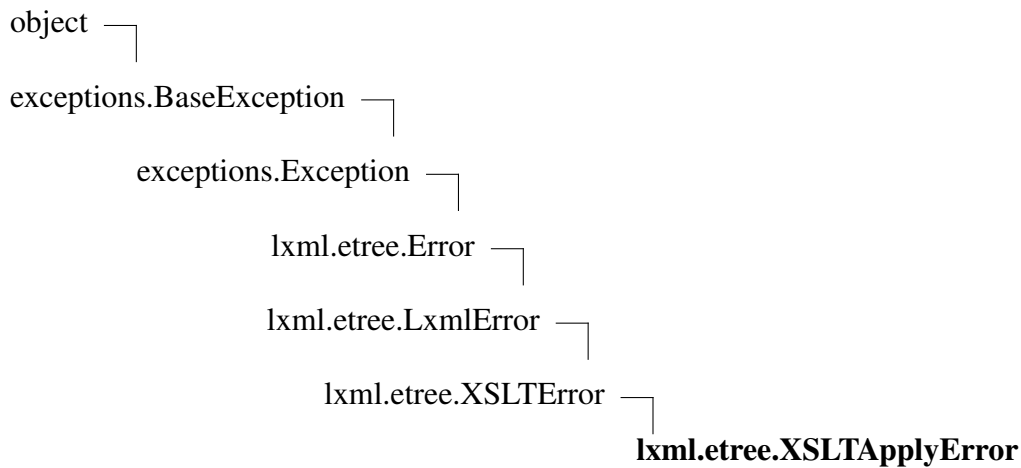 object
exceptions.BaseException
exceptions.Exception
lxml.etree.Error
lxml.etree.LxmlError
lxml.etree.XSLTError
lxml.etree.XSLTApplyError